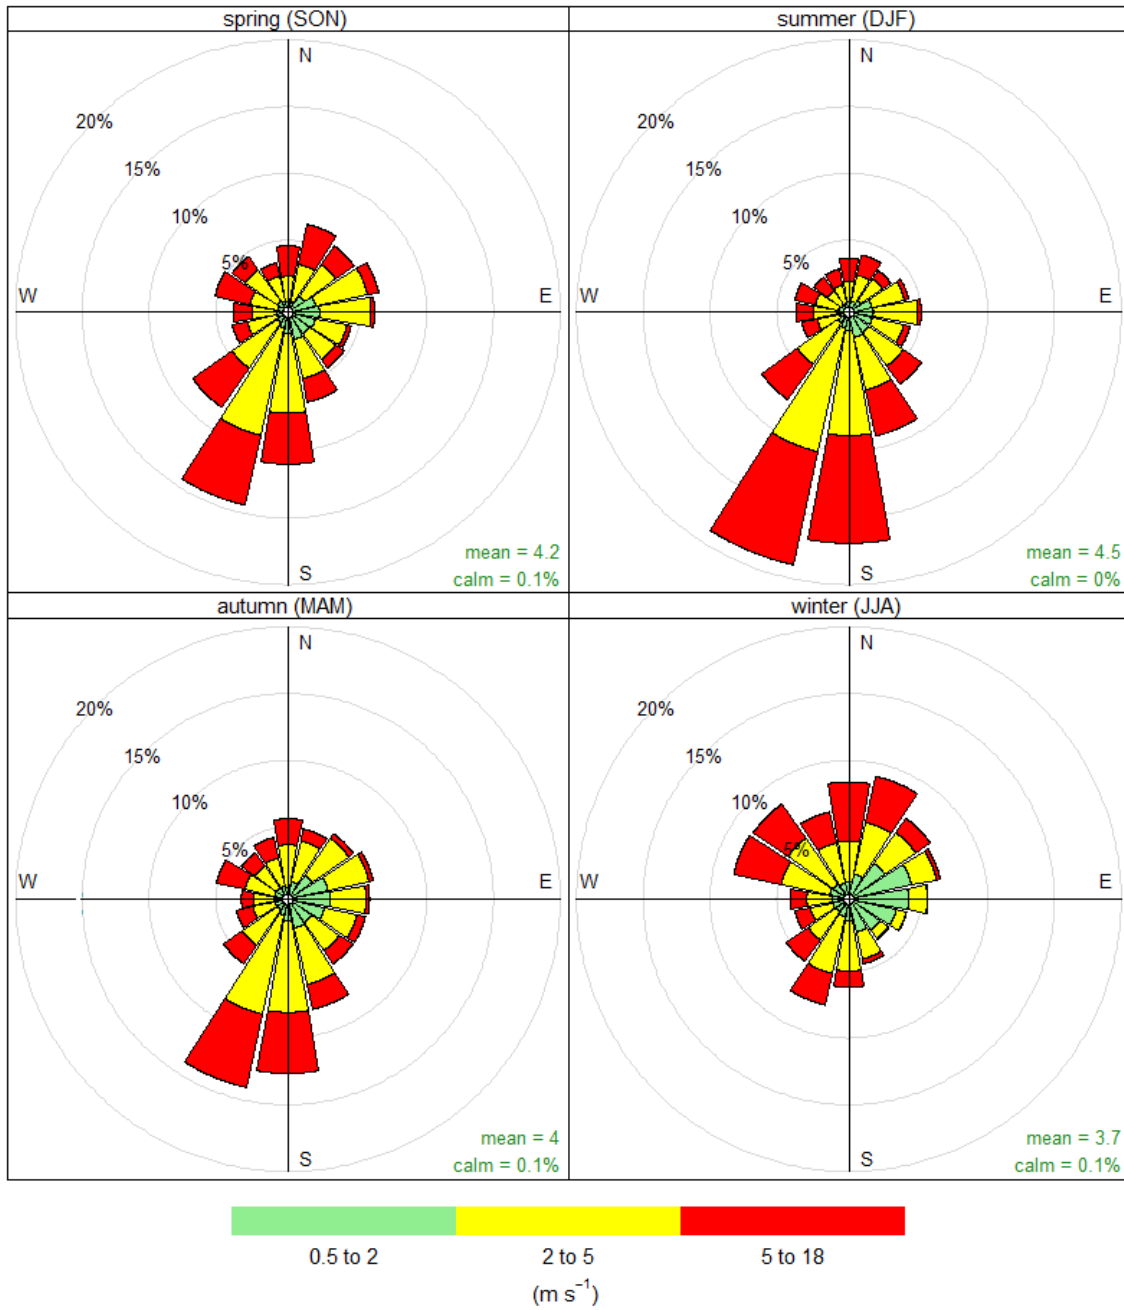 spring (SON)
summer (DJF)
N
20%
15%
10%
5%
W
E
S
mean = 4.2
calm = 0.1%
N
20%
15%
10%
5%
W
E
S
mean = 4.5
calm = 0%
autumn (MAM)
winter (JJA)
N
20%
15%
10%
5%
W
E
S
mean = 4
calm = 0.1%
N
20%
15%
10%
5%
W
E
S
mean = 3.7
calm = 0.1%
0.5 to 2
2 to 5
5 to 18
(m s⁻¹)